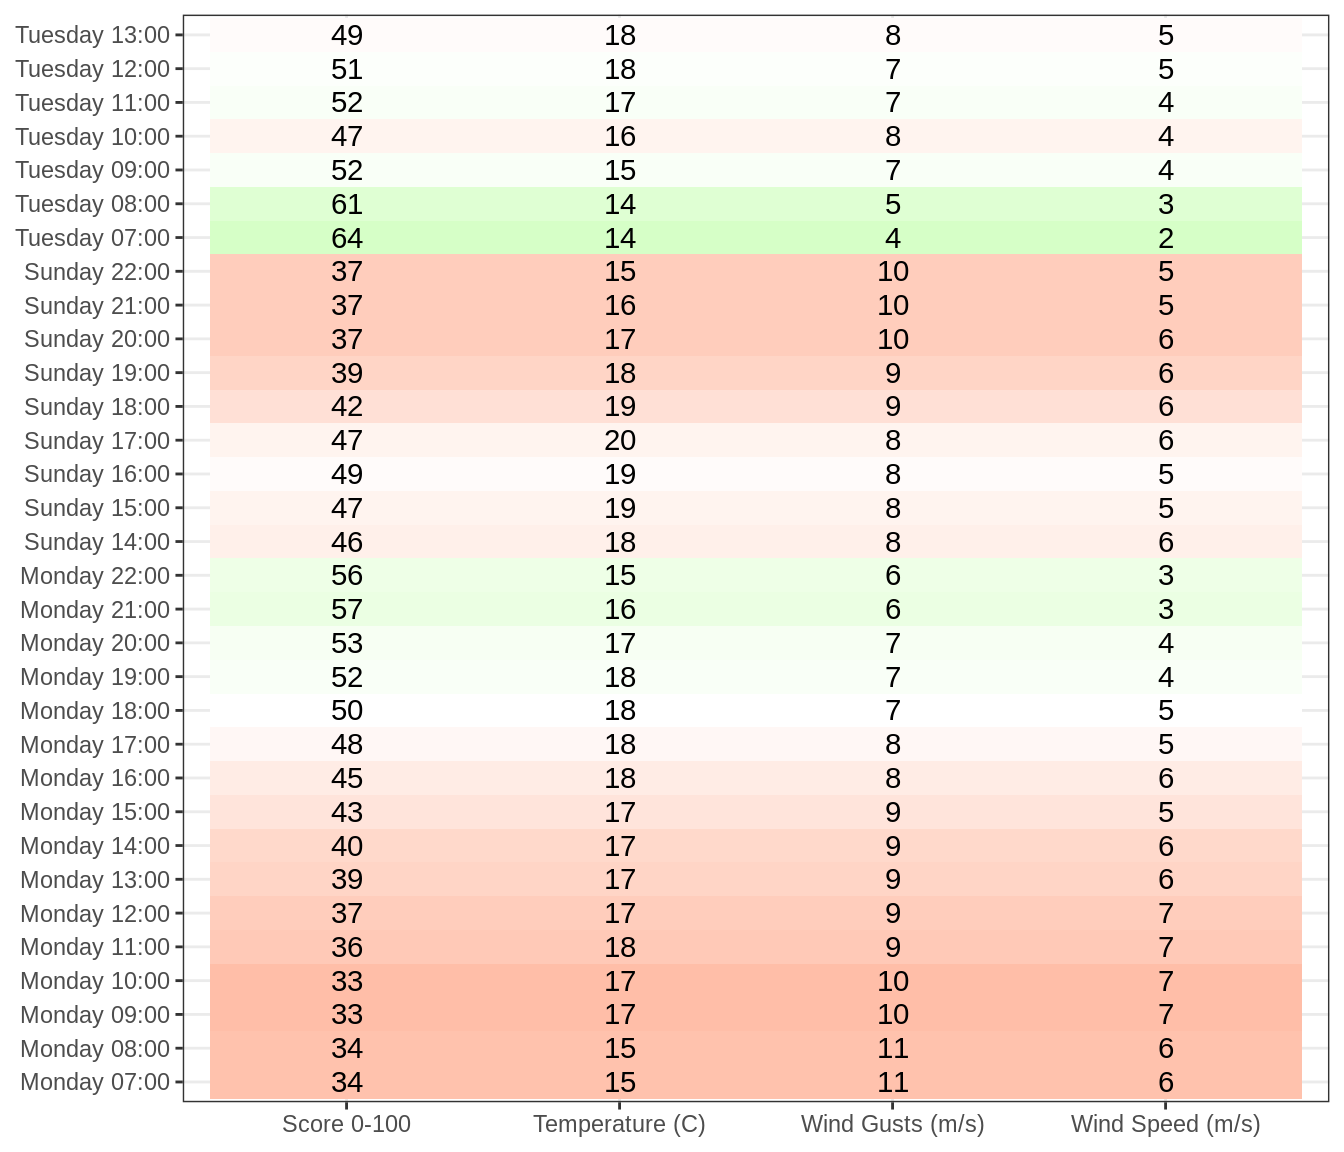 Tuesday 13:00 49 18 8 5
Tuesday 12:00 51 18 7 5
Tuesday 11:00 52 17 7 4
Tuesday 10:00 47 16 8 4
Tuesday 09:00 52 15 7 4
Tuesday 08:00 61 14 5 3
Tuesday 07:00 64 14 4 2
Sunday 22:00 37 15 10 5
Sunday 21:00 37 16 10 5
Sunday 20:00 37 17 10 6
Sunday 19:00 39 18 9 6
Sunday 18:00 42 19 9 6
Sunday 17:00 47 20 8 6
Sunday 16:00 49 19 8 5
Sunday 15:00 47 19 8 5
Sunday 14:00 46 18 8 6
Monday 22:00 56 15 6 3
Monday 21:00 57 16 6 3
Monday 20:00 53 17 7 4
Monday 19:00 52 18 7 4
Monday 18:00 50 18 7 5
Monday 17:00 48 18 8 5
Monday 16:00 45 18 8 6
Monday 15:00 43 17 9 5
Monday 14:00 40 17 9 6
Monday 13:00 39 17 9 6
Monday 12:00 37 17 9 7
Monday 11:00 36 18 9 7
Monday 10:00 33 17 10 7
Monday 09:00 33 17 10 7
Monday 08:00 34 15 11 6
Monday 07:00 34 15 11 6
Score 0-100 Temperature (C) Wind Gusts (m/s) Wind Speed (m/s)